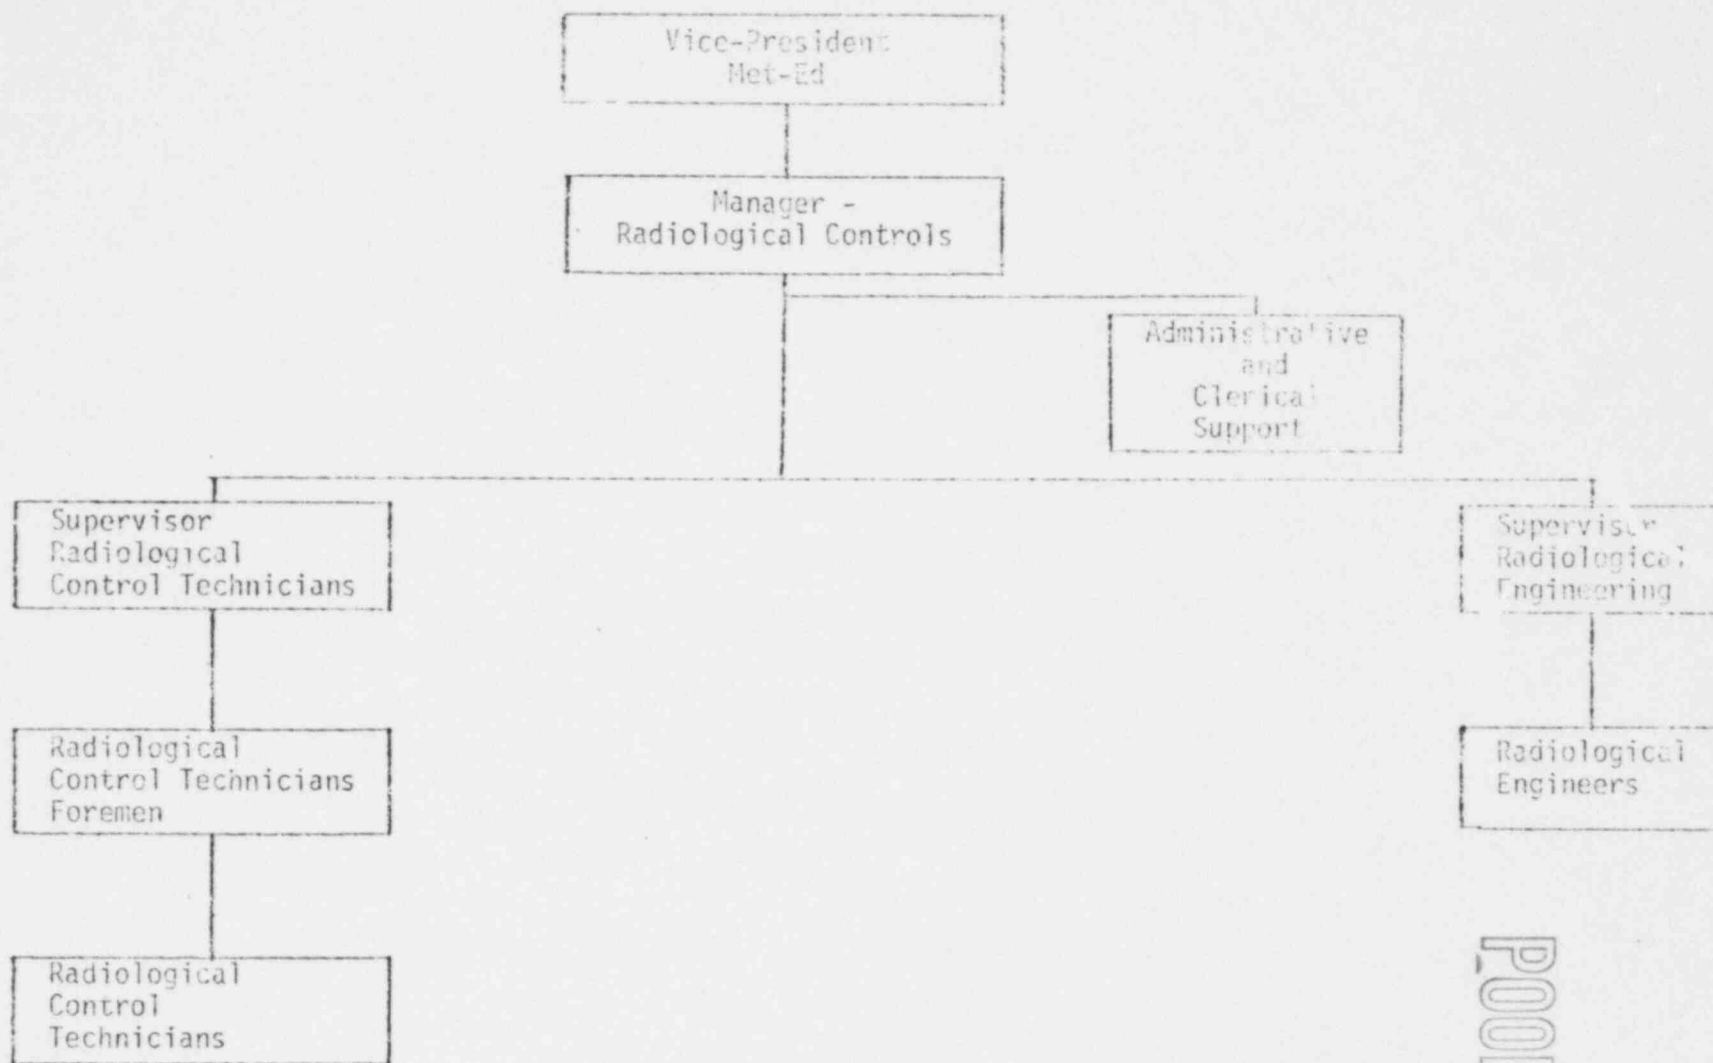 Vice-President
Met-Ed
Manager -
Radiological Controls
Administrative
and
Clerical
Support
Supervisor
Radiological
Control Technicians
Supervisor
Radiological
Engineering
Radiological
Control Technicians
Foremen
Radiological
Engineers
Radiological
Control
Technicians